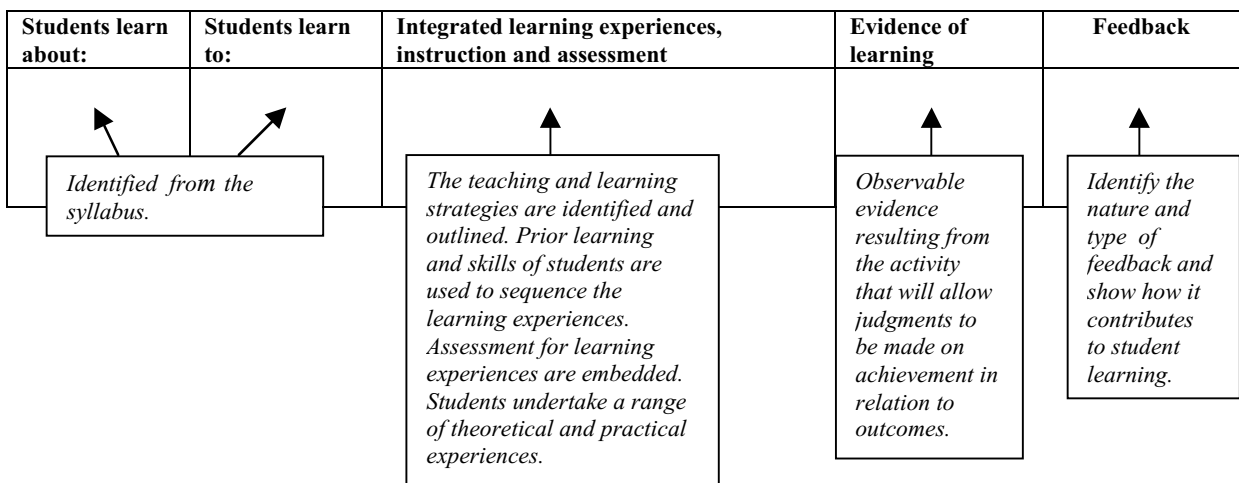 Students learn
about:
Students learn
to:
Integrated learning experiences,
instruction and assessment
Evidence of
learning
Feedback
Identified from the
syllabus.
The teaching and learning
strategies are identified and
outlined. Prior learning
and skills of students are
used to sequence the
learning experiences.
Assessment for learning
experiences are embedded.
Students undertake a range
of theoretical and practical
experiences.
Observable
evidence
resulting from
the activity
that will allow
judgments to
be made on
achievement in
relation to
outcomes.
Identify the
nature and
type of
feedback and
show how it
contributes
to student
learning.